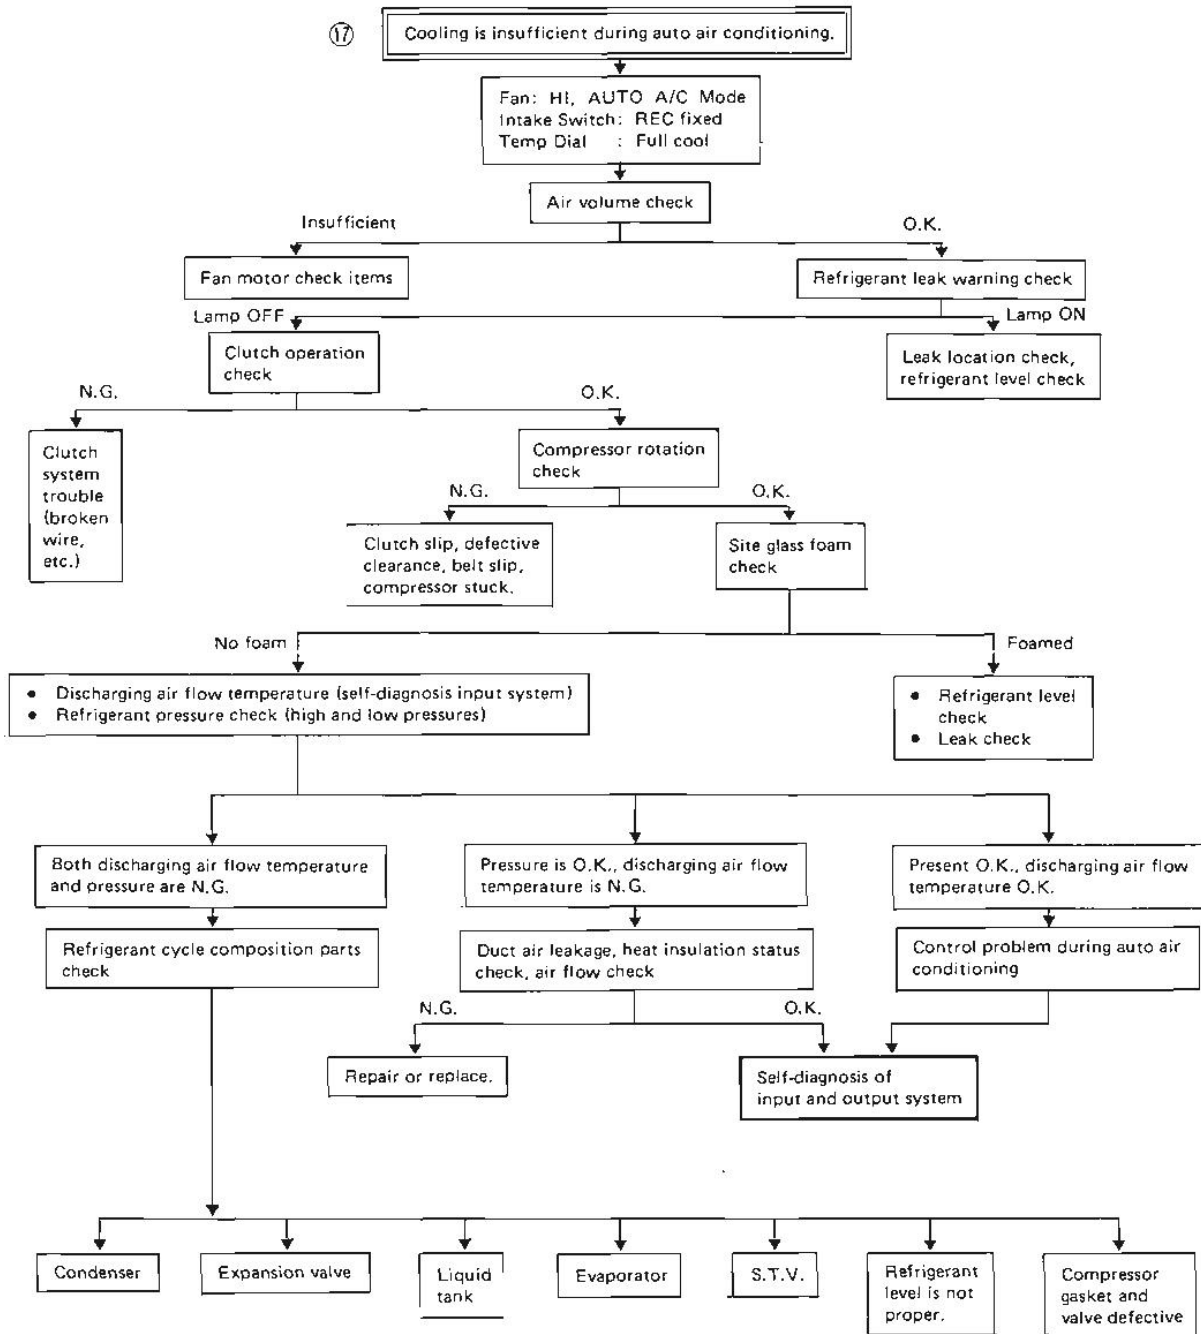 ⑰
Cooling is insufficient during auto air conditioning.
Fan: HI, AUTO A/C Mode
Intake Switch: REC fixed
Temp Dial : Full cool
Air volume check
Insufficient
O.K.
Fan motor check items
Refrigerant leak warning check
Lamp OFF
Lamp ON
Clutch operation
check
Leak location check,
refrigerant level check
N.G.
O.K.
Clutch
system
trouble
(broken
wire,
etc.)
Compressor rotation
check
N.G.
O.K.
Clutch slip, defective
clearance, belt slip,
compressor stuck.
Site glass foam
check
No foam
Foamed
• Discharging air flow temperature (self-diagnosis input system)
• Refrigerant pressure check (high and low pressures)
• Refrigerant level
check
• Leak check
Both discharging air flow temperature
and pressure are N.G.
Pressure is O.K., discharging air flow
temperature is N.G.
Present O.K., discharging air flow
temperature O.K.
Refrigerant cycle composition parts
check
Duct air leakage, heat insulation status
check, air flow check
Control problem during auto air
conditioning
N.G.
O.K.
Repair or replace.
Self-diagnosis of
input and output system
Condenser
Expansion valve
Liquid
tank
Evaporator
S.T.V.
Refrigerant
level is not
proper.
Compressor
gasket and
valve defective